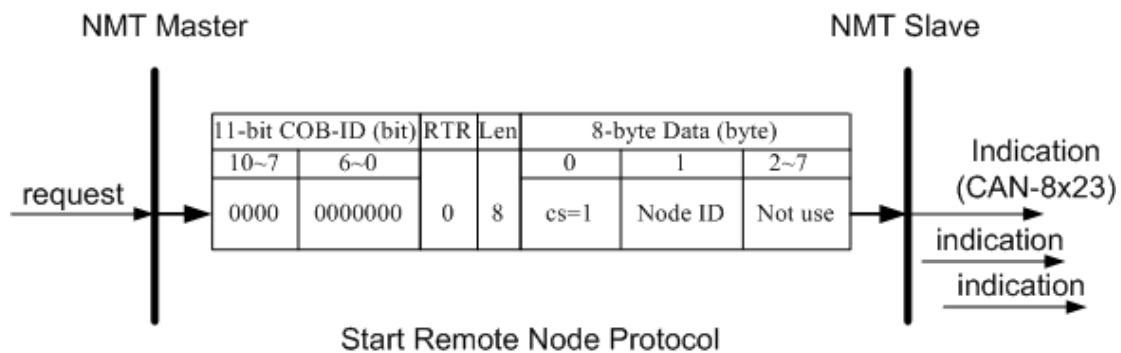 NMT Master NMT Slave
11-bit COB-ID (bit) RTR Len 8-byte Data (byte)
10~7 6~0 0 1 2~7
request 0000 0000000 0 8 cs=1 Node ID Not use
Indication
(CAN-8x23)
indication
indication
Start Remote Node Protocol